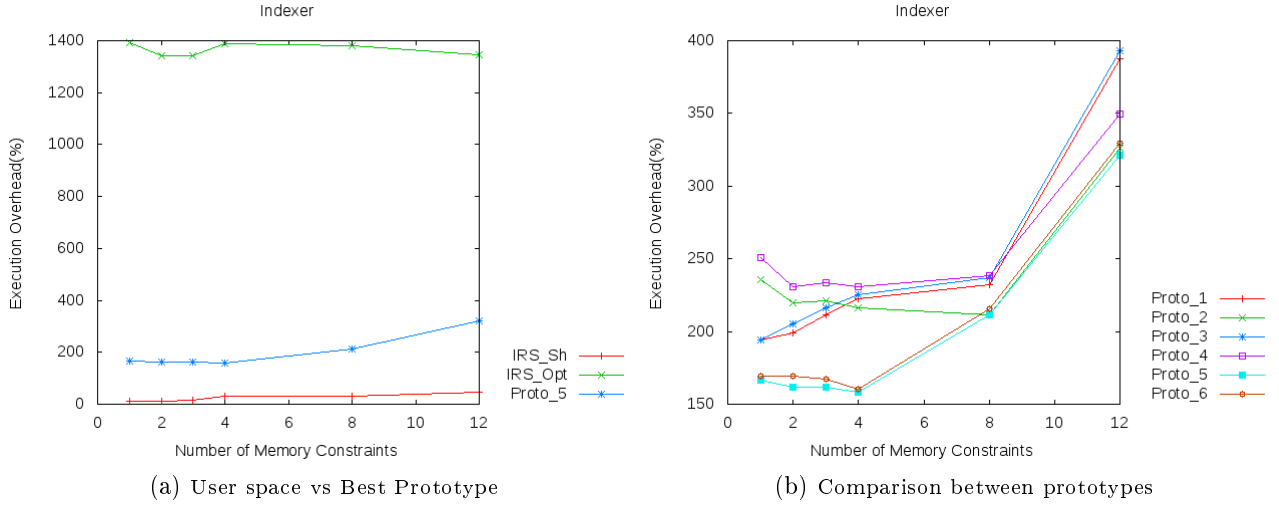 Indexer
1400
1200
1000
800
600
400
200
0
0 2 4 6 8 10 12
Execution Overhead(%)
Number of Memory Constraints
IRS_Sh
IRS_Opt
Proto_5
(a) User space vs Best Prototype
Indexer
400
350
300
250
200
150
0 2 4 6 8 10 12
Execution Overhead(%)
Number of Memory Constraints
Proto_1
Proto_2
Proto_3
Proto_4
Proto_5
Proto_6
(b) Comparison between prototypes